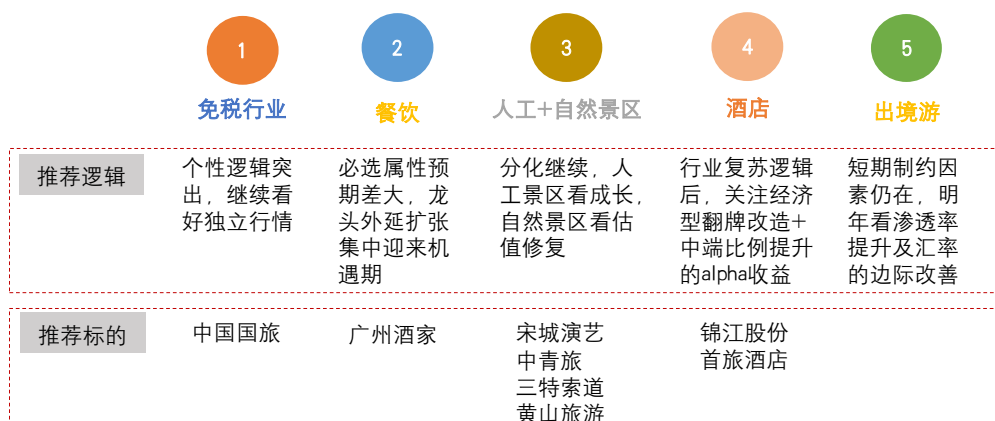 1
2
3
4
5
免税行业
餐饮
人工+自然景区
酒店
出境游
推荐逻辑
个性逻辑突
出，继续看
好独立行情
必选属性预
期差大，龙
头外延扩张
集中迎来机
遇期
分化继续，人
工景区看成长，
自然景区看估
值修复
行业复苏逻辑
后，关注经济
型翻牌改造+
中端比例提升
的alpha收益
短期制约因
素仍在，明
年看渗透率
提升及汇率
的边际改善
推荐标的
中国国旅
广州酒家
宋城演艺
中青旅
三特索道
黄山旅游
锦江股份
首旅酒店